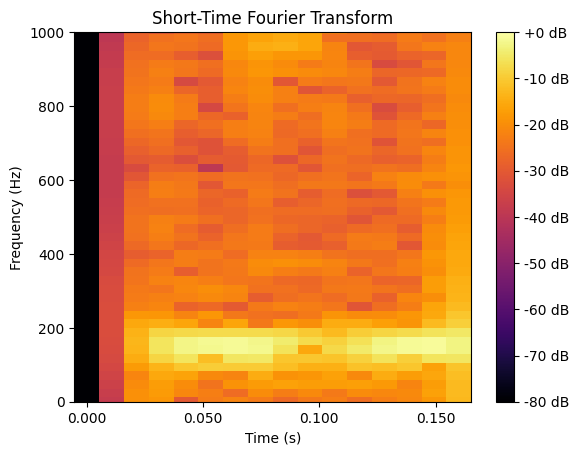 Short-Time Fourier Transform
Frequency (Hz)
1000
800
600
400
200
0
0.000
0.050
0.100
0.150
Time (s)
+0 dB
-10 dB
-20 dB
-30 dB
-40 dB
-50 dB
-60 dB
-70 dB
-80 dB